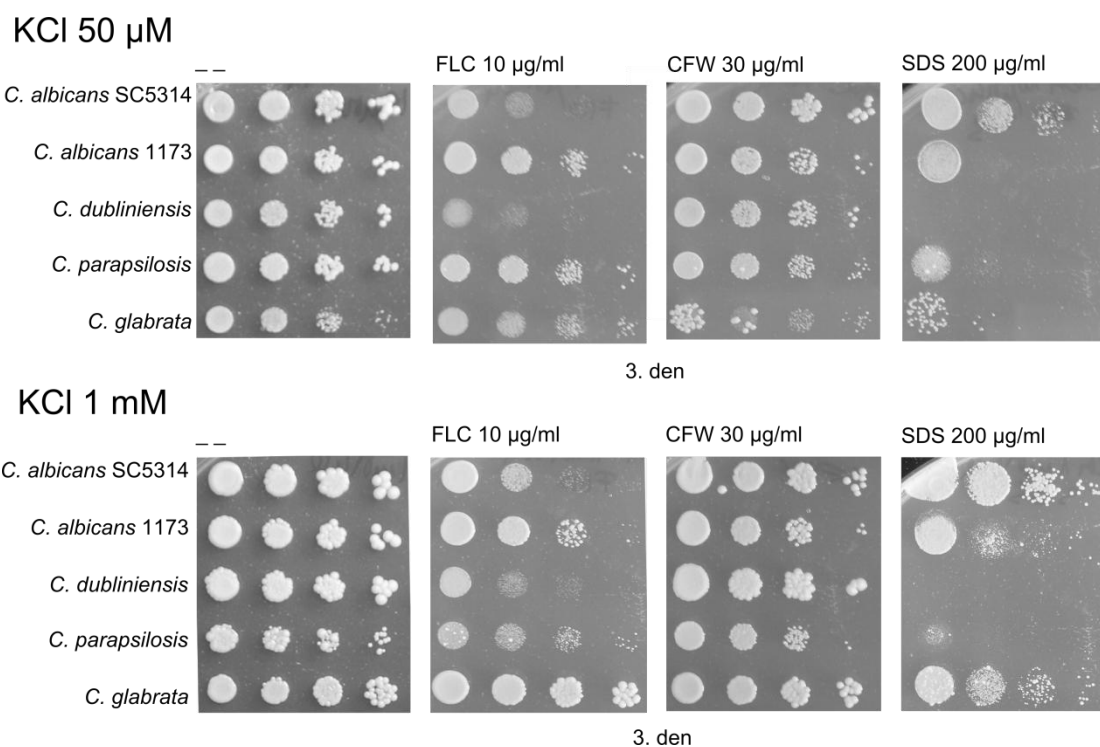 KCl 50 µM
_ _
FLC 10 µg/ml
CFW 30 µg/ml
SDS 200 µg/ml
C. albicans SC5314
C. albicans 1173
C. dubliniensis
C. parapsilosis
C. glabrata
3. den
KCl 1 mM
_ _
FLC 10 µg/ml
CFW 30 µg/ml
SDS 200 µg/ml
C. albicans SC5314
C. albicans 1173
C. dubliniensis
C. parapsilosis
C. glabrata
3. den